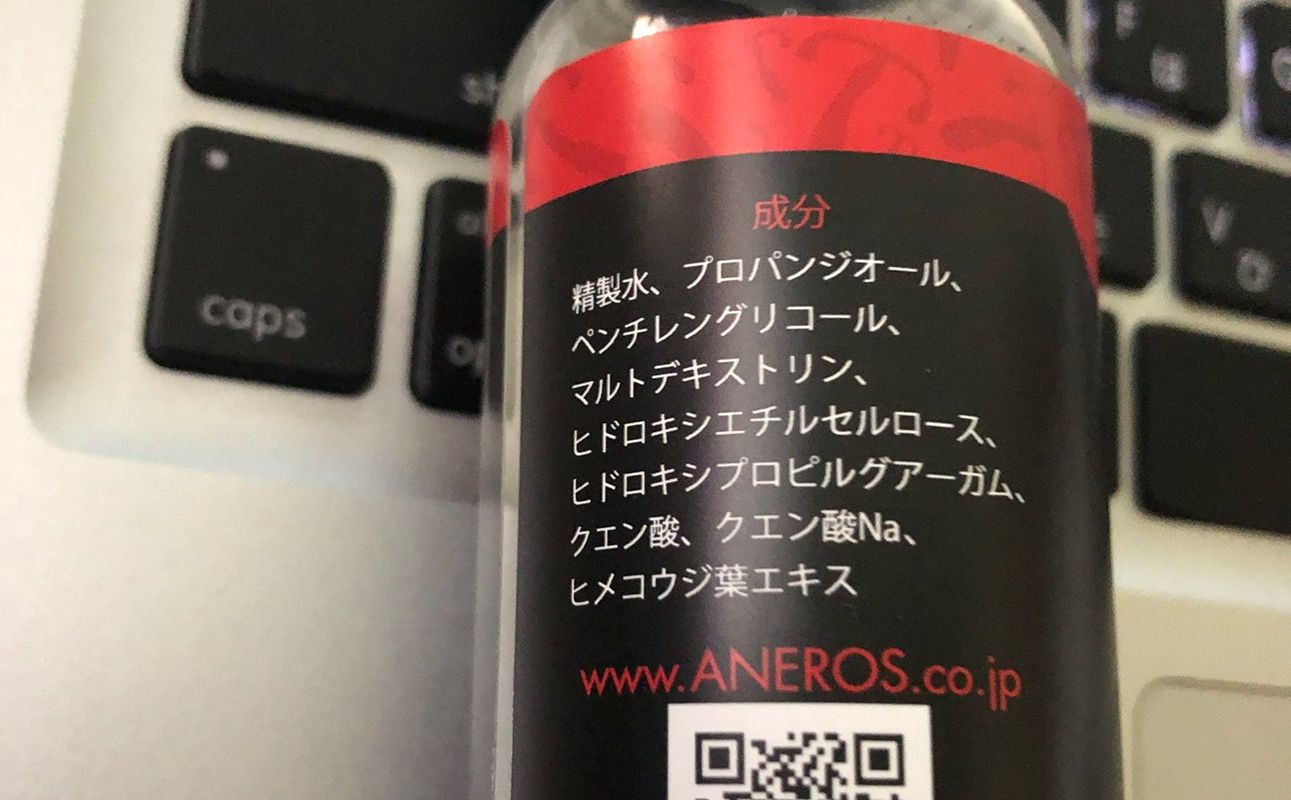 成分
精製水、プロパンジオール、
ペンチレングリコール、
マルトデキストリン、
ヒドロキシエチルセルロース、
ヒドロキシプロピルグアーガム、
クエン酸、クエン酸Na、
ヒメコウジ葉エキス
www.ANEROS.co.jp
caps
sh
op
F
は
V
ひ